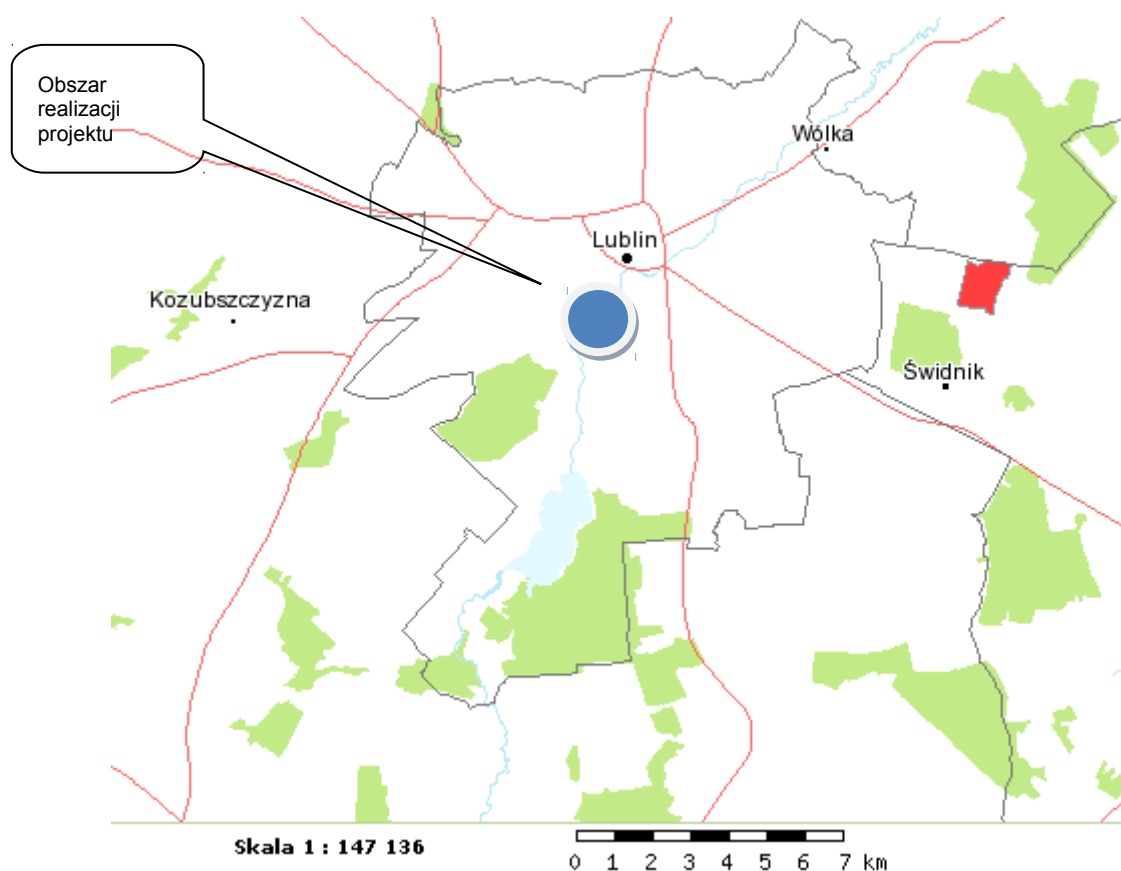 Obszar
realizacji
projektu
Wólka
Lublin
Kozubszczyzna
Świdnik
Skala 1 : 147 136
0 1 2 3 4 5 6 7 km